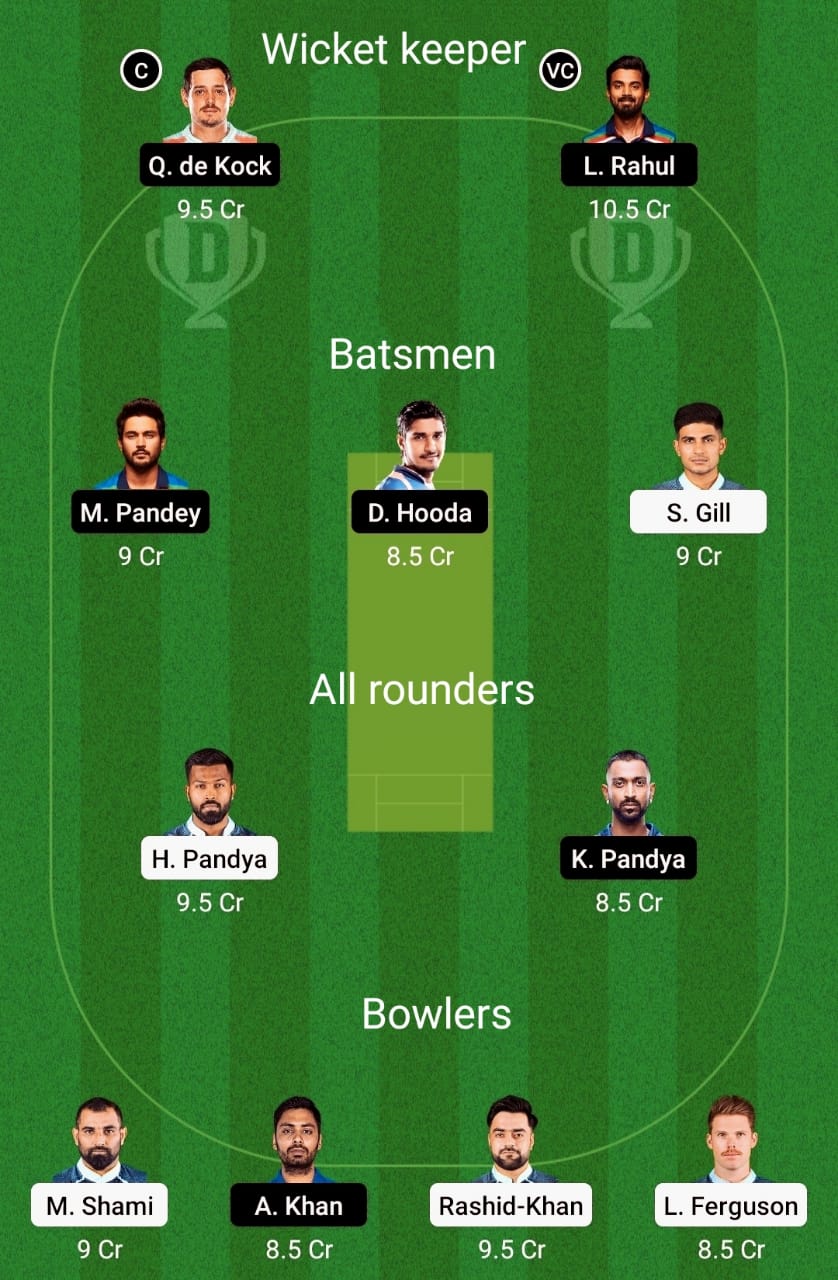 Wicket keeper
C
VC
Q. de Kock
L. Rahul
9.5 Cr
10.5 Cr
D
D
Batsmen
M. Pandey
D. Hooda
S. Gill
9 Cr
8.5 Cr
9 Cr
All rounders
H. Pandya
K. Pandya
9.5 Cr
8.5 Cr
Bowlers
M. Shami
A. Khan
Rashid-Khan
L. Ferguson
9 Cr
8.5 Cr
9.5 Cr
8.5 Cr